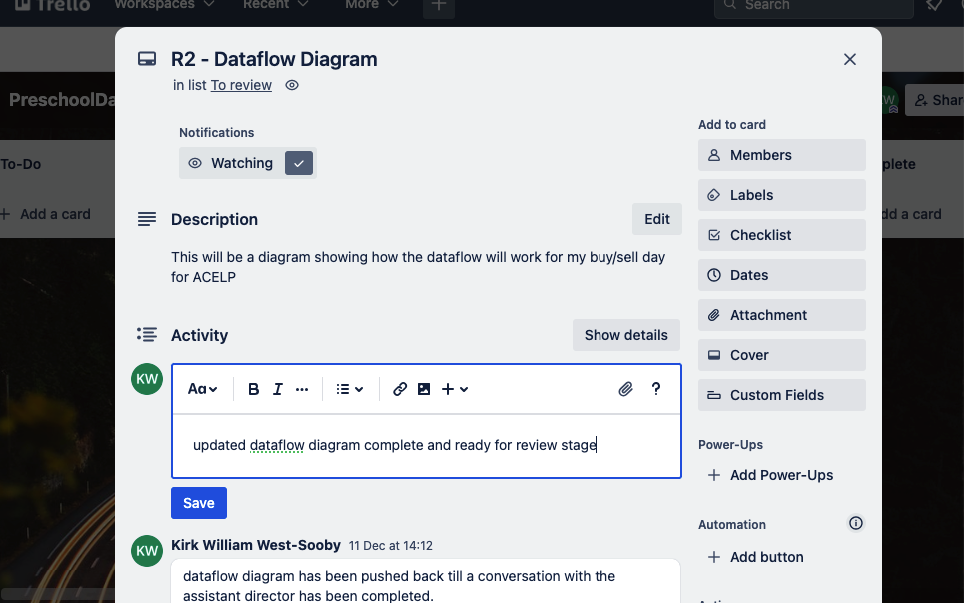 Trello
Workspaces
Recent
More
Search
R2 - Dataflow Diagram
in list To review
PreschoolDa
W
Shar
Notifications
Watching
Add to card
Members
To-Do
plete
Labels
Add a card
dd a card
Description
Edit
Checklist
This will be a diagram showing how the dataflow will work for my buy/sell day
for ACELP
Dates
Attachment
Activity
Show details
Cover
KW
Aa
B
I
?
Custom Fields
updated dataflow diagram complete and ready for review stage
Power-Ups
Add Power-Ups
Save
Automation
KW
Kirk William West-Sooby 11 Dec at 14:12
Add button
dataflow diagram has been pushed back till a conversation with the
assistant director has been completed.